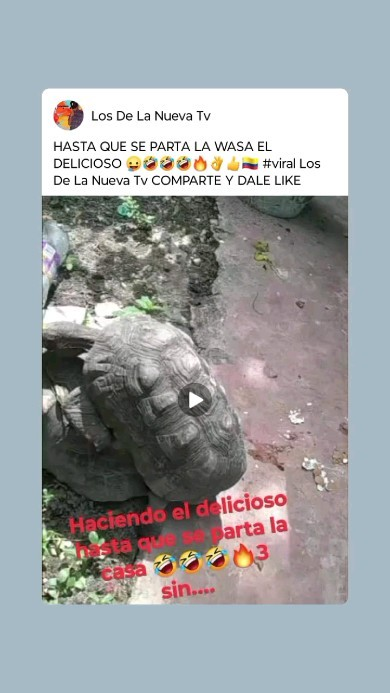 Los De La Nueva Tv
HASTA QUE SE PARTA LA WASA EL
DELICIOSO 😜🤣🤣🤣🔥👌👍🇨🇴 #viral Los
De La Nueva Tv COMPARTE Y DALE LIKE
Haciendo el delicioso
hasta que se parta la
casa 🤣🤣🤣🔥3
sin....